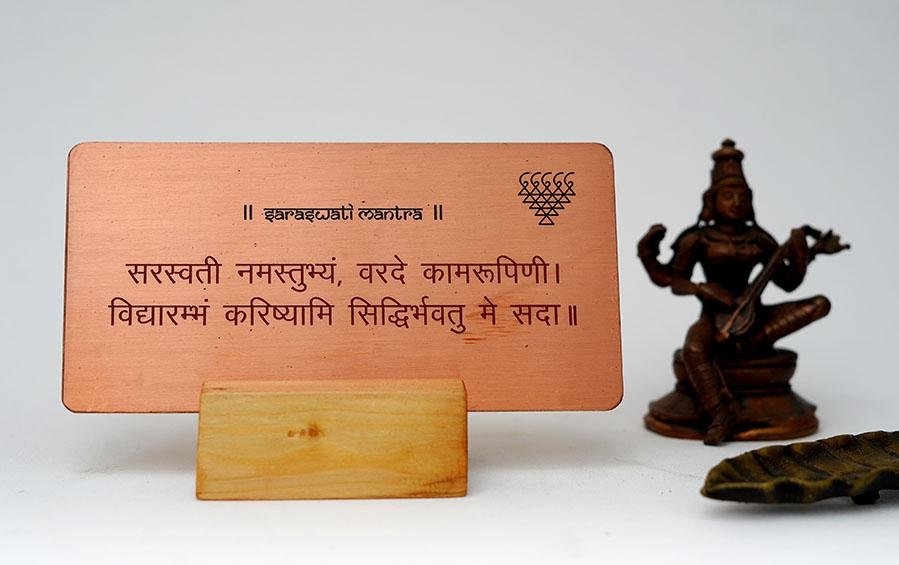 ॥ saraswati mantra ॥
सरस्वती नमस्तुभ्यं, वरदे कामरूपिणी।
विद्यारम्भं करिष्यामि सिद्धिर्भवतु मे सदा॥